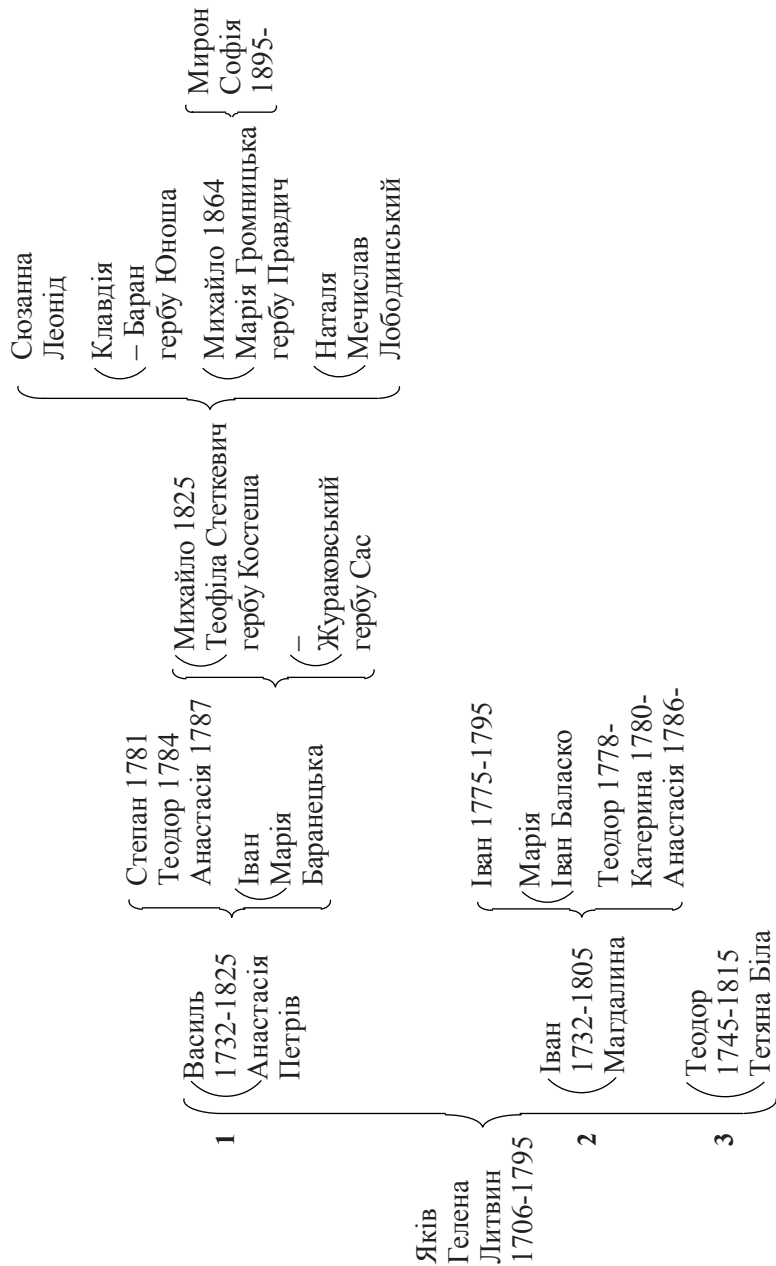 Яків
Гелена
Литвин
1706-1795
1
Василь
1732-1825
Анастасія
Петрів
Степан 1781
Теодор 1784
Анастасія 1787
Іван
Марія
Баранецька
Михайло 1825
Теофіла Стеткевич
гербу Костеша
–
Жураковський
гербу Сас
Сюзанна
Леонід
Клавдія
– Баран
гербу Юноша
Михайло 1864
Марія Громницька
гербу Правдич
Наталя
Мечислав
Лободинський
Мирон
Софія
1895-
2
Іван
1732-1805
Магдалина
Іван 1775-1795
Марія
Іван Баласко
Теодор 1778-
Катерина 1780-
Анастасія 1786-
3
Теодор
1745-1815
Тетяна Біла